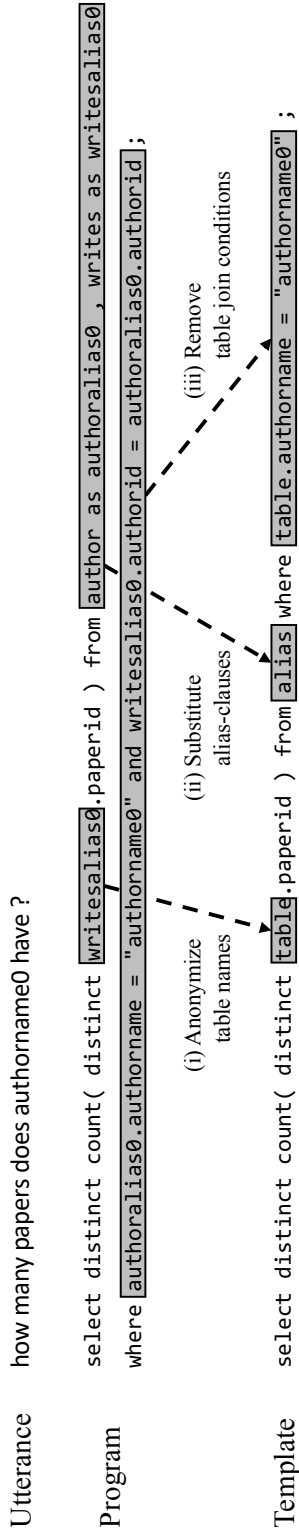 Utterance how many papers does authorname0 have ?
Program select distinct count( distinct writesalias0.paperid ) from author as authoralias0 , writes as writesalias0
where authoralias0.authorname = "authorname0" and writesalias0.authorid = authoralias0.authorid ;
(i) Anonymize
table names
(ii) Substitute
alias-clauses
(iii) Remove
table join conditions
Template select distinct count( distinct table.paperid ) from alias where table.authorname = "authorname0" ;